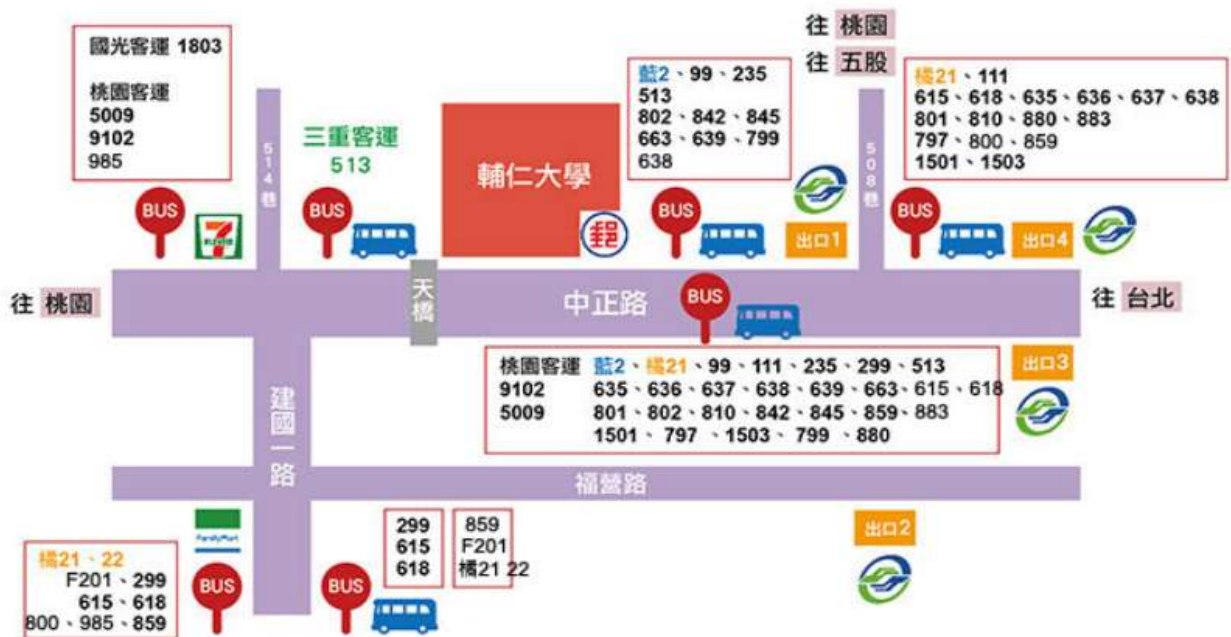 國光客運 1803
桃園客運
5009
9102
985
三重客運
513
輔仁大學
郵
藍2、99、235
513
802、842、845
663、639、799
638
往 桃園
往 五股
橘21、111
615、618、635、636、637、638
801、810、880、883
797、800、859
1501、1503
514巷
508巷
BUS
7
ELEVEN
BUS
BUS
出口1
BUS
出口4
往 桃園
天橋
中正路
BUS
往 台北
桃園客運 藍2、橘21、99、111、235、299、513
9102 635、636、637、638、639、663、615、618
5009 801、802、810、842、845、859、883
1501、797、1503、799、880
出口3
建國一路
福營路
出口2
FamilyMart
橘21、22
F201、299
615、618
800、985、859
BUS
BUS
299
615
618
859
F201
橘21 22